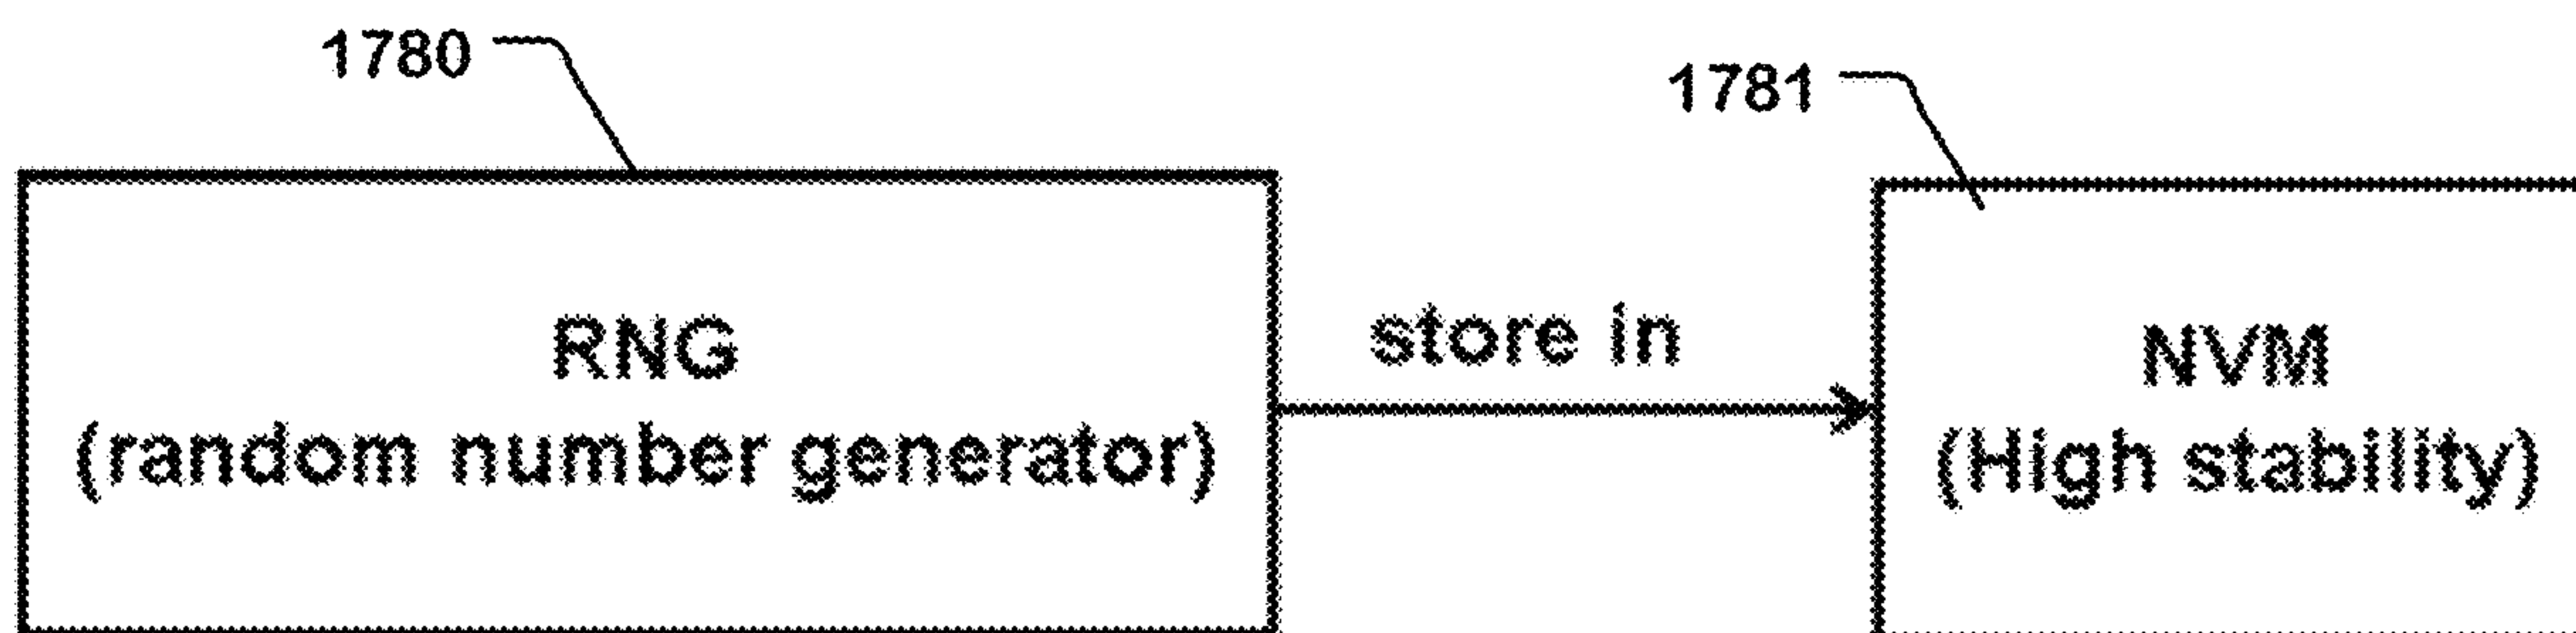 1780
1781
RNG
(random number generator)
store in
NVM
(High stability)